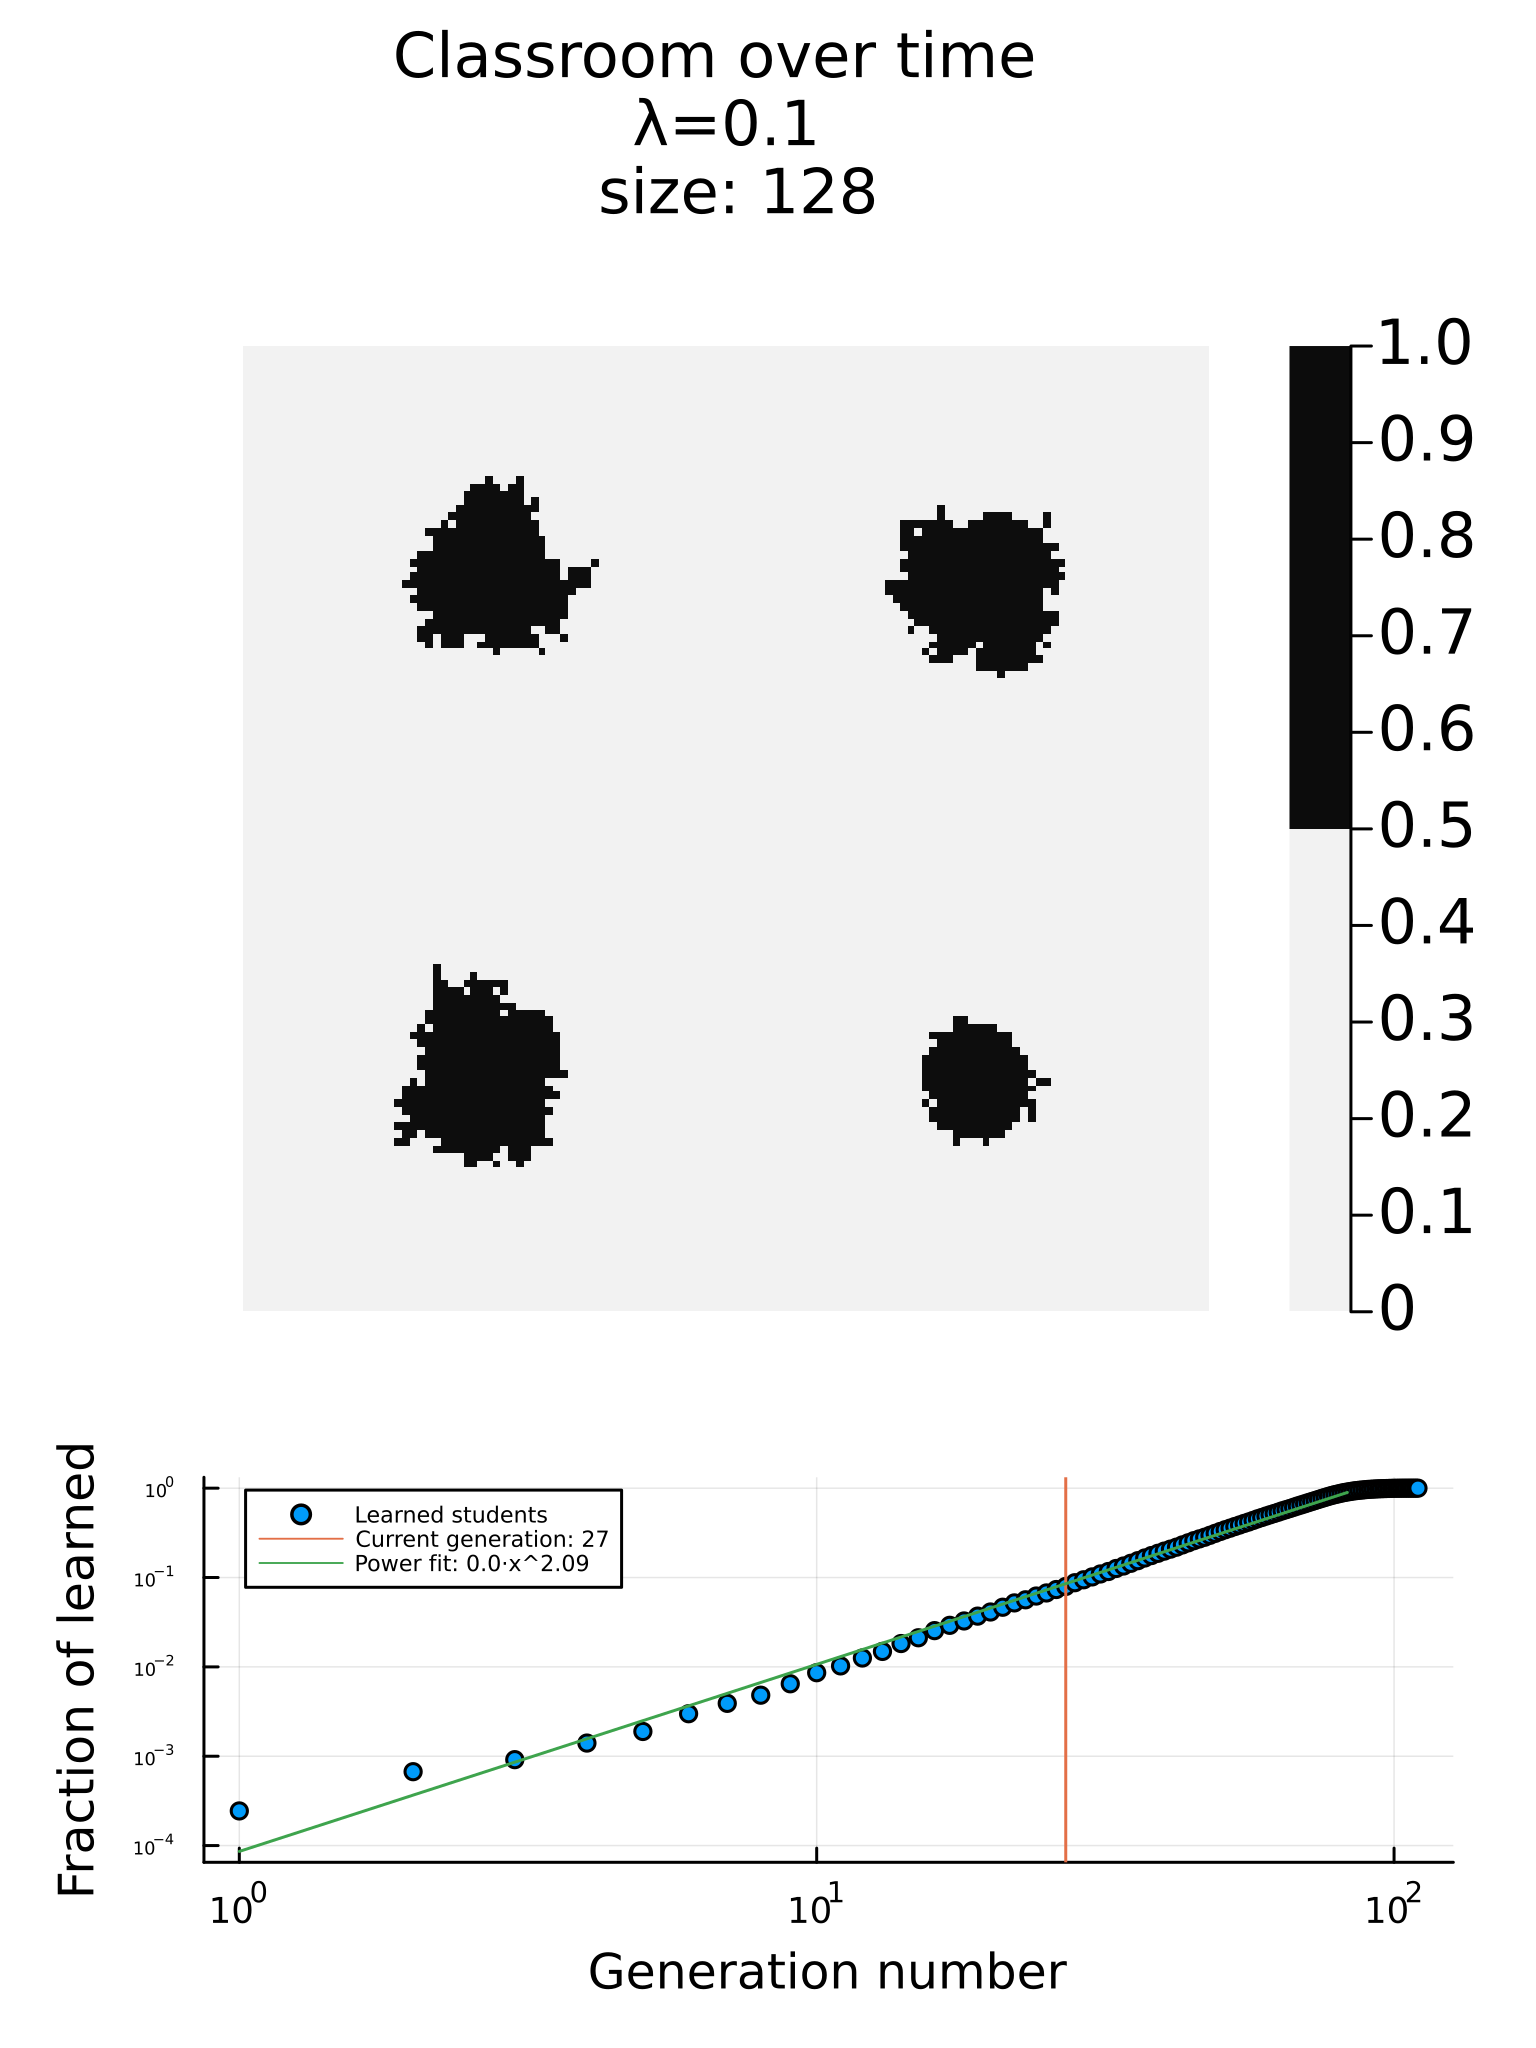 Classroom over time
λ=0.1
size: 128
1.0
0.9
0.8
0.7
0.6
0.5
0.4
0.3
0.2
0.1
0
Fraction of learned
10^0
10^-1
10^-2
10^-3
10^-4
Learned students
Current generation: 27
Power fit: 0.0·x^2.09
10^0
10^1
10^2
Generation number